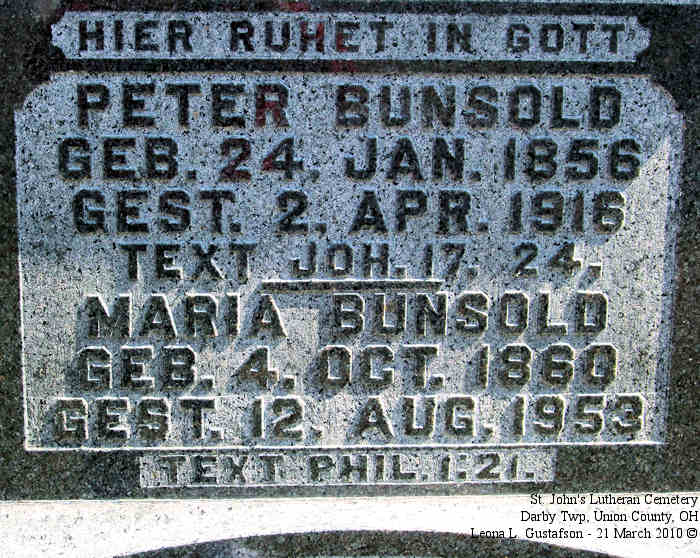 HIER RUHET IN GOTT
PETER BUNSOLD
GEB. 24. JAN. 1856
GEST. 2. APR. 1916
TEXT JOH. 17. 24.
MARIA BUNSOLD
GEB. 4. OCT. 1860
GEST. 12. AUG. 1953
TEXT PHIL. 1:21.
St. John's Lutheran Cemetery
Darby Twp, Union County, OH
Leona L. Gustafson - 21 March 2010 ©